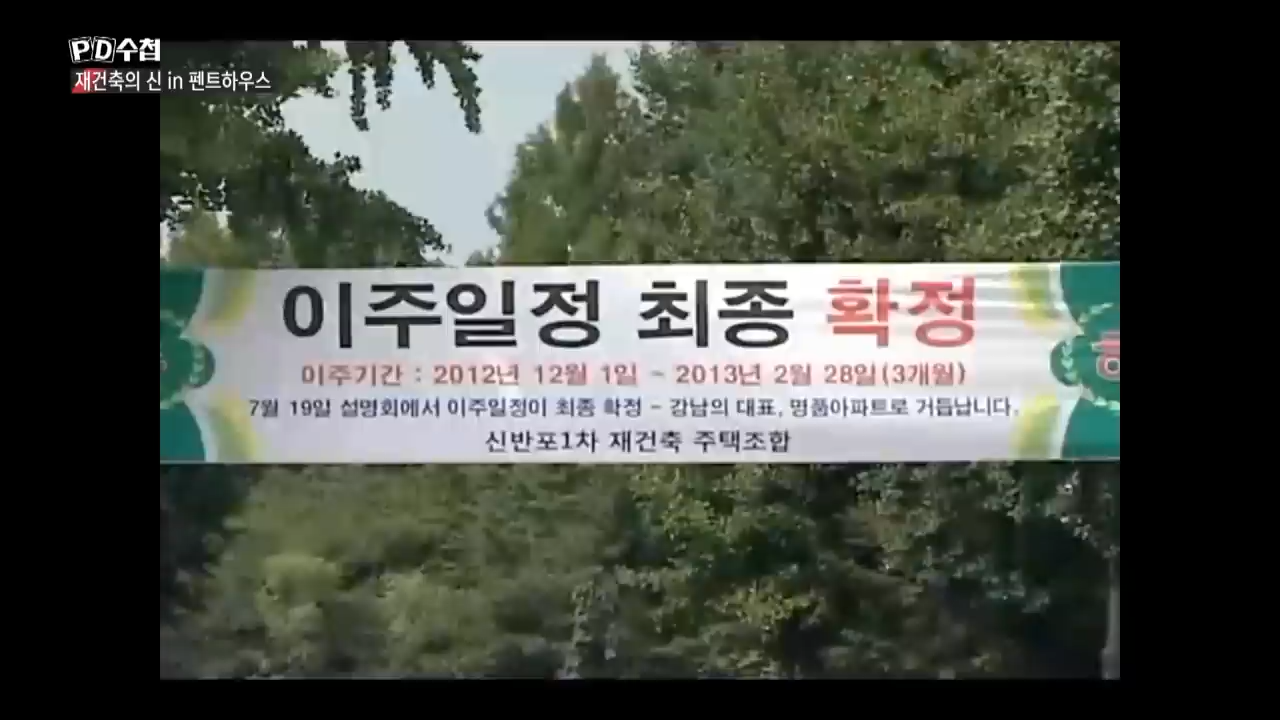 PD수첩
재건축의 신 in 펜트하우스
이주일정 최종 확정
이주기간 : 2012년 12월 1일 ~ 2013년 2월 28일(3개월)
7월 19일 설명회에서 이주일정이 최종 확정 - 강남의 대표, 명품아파트로 거듭납니다.
신반포1차 재건축 주택조합